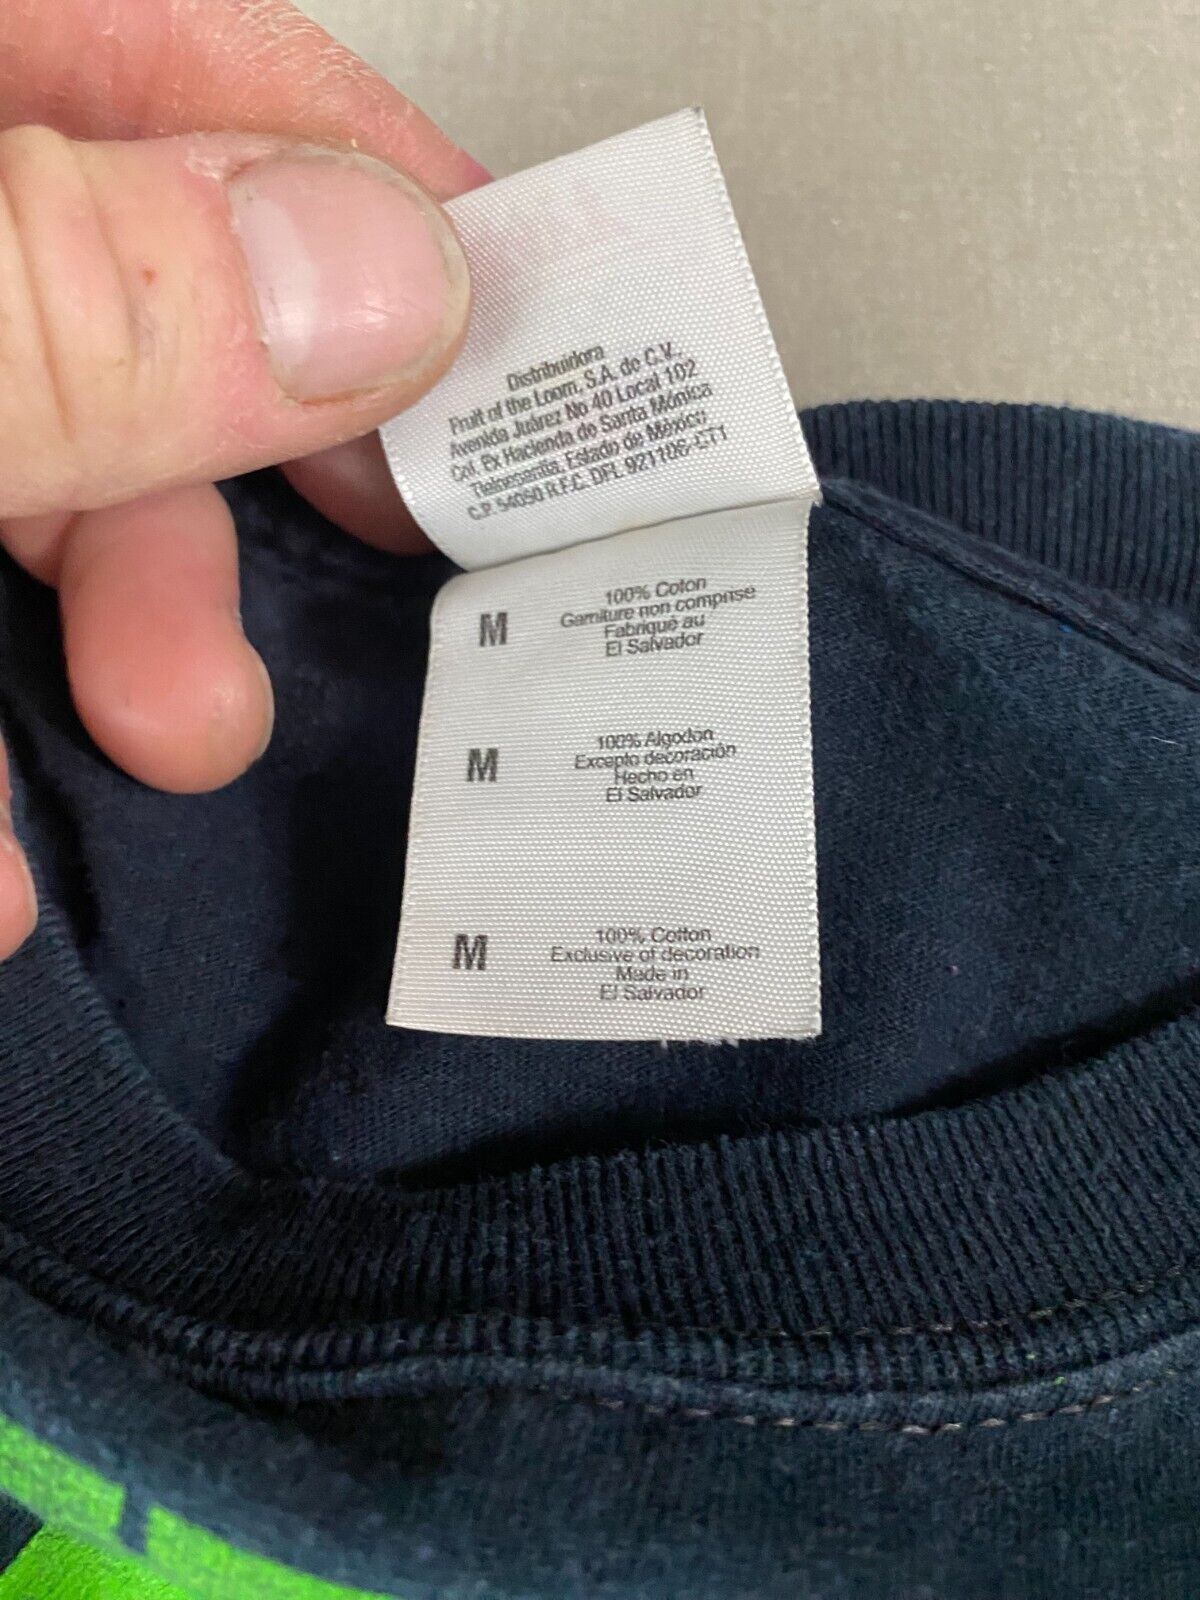 Distribuidora
Fruit of the Loom, S.A. de C.V.,
Avenida Juárez No 40 Local 102
Col. Ex Hacienda de Santa Mónica
Tlalnepantla, Estado de México
C.P. 54050 R.F.C. DFL 921106-CT1
M
100% Coton
Garniture non comprise
Fabriqué au
El Salvador
M
100% Algodon
Excepto decoración
Hecho en
El Salvador
M
100% Cotton
Exclusive of decoration
Made in
El Salvador